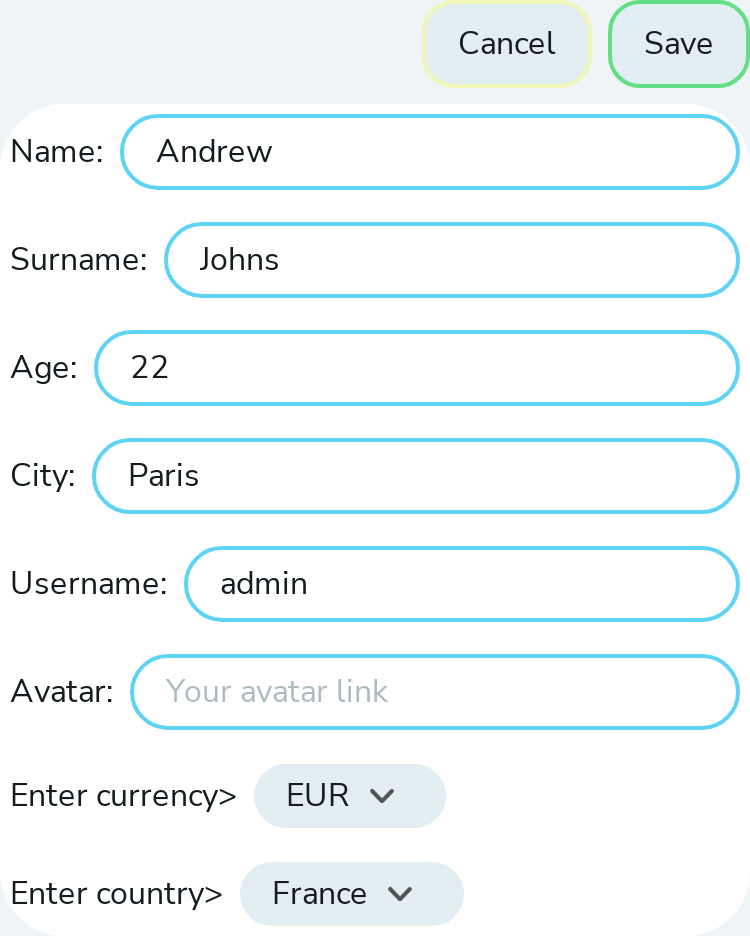 Cancel Save
Name: Andrew
Surname: Johns
Age: 22
City: Paris
Username: admin
Avatar: Your avatar link
Enter currency> EUR
Enter country> France